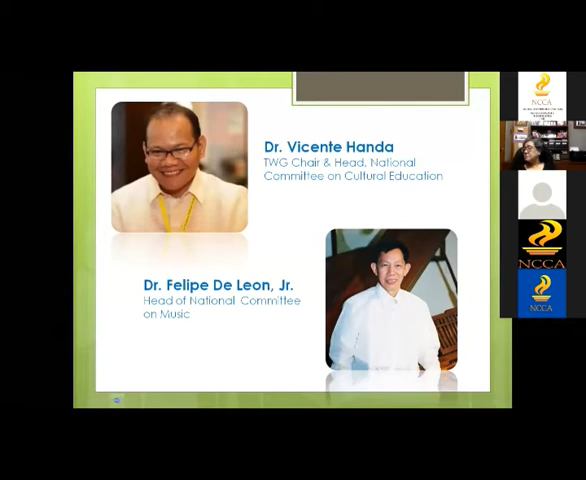 Dr. Vicente Handa
TWG Chair & Head, National
Committee on Cultural Education
Dr. Felipe De Leon, Jr.
Head of National Committee
on Music
NCCA
NCCA
NCCA